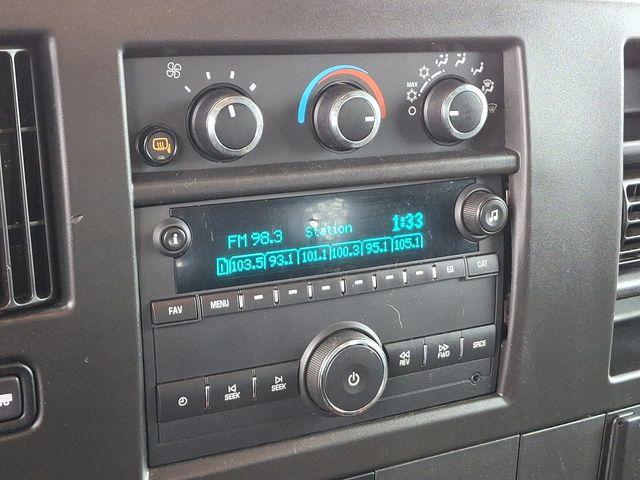 MAX
FM 98.3 Station 1:33
1 103.5 93.1 101.1 100.3 95.1 105.1
FAV MENU EQ CAT
SEEK SEEK REV FWD SRCE